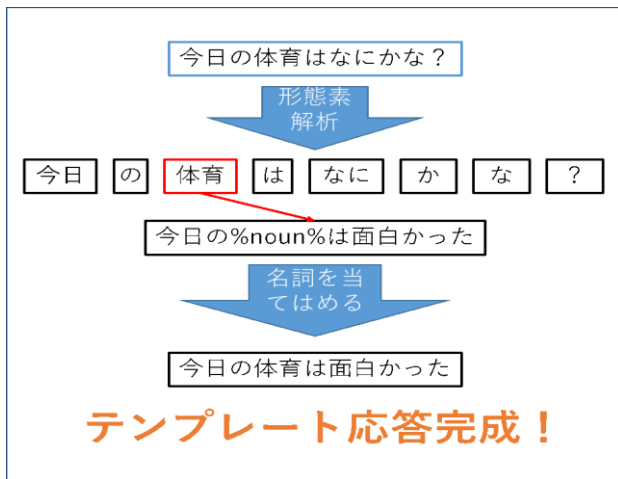 今日の体育はなにかな？
形態素
解析
今日 の 体育 は なに か な ？
今日の%noun%は面白かった
名詞を当
てはめる
今日の体育は面白かった
テンプレート応答完成！